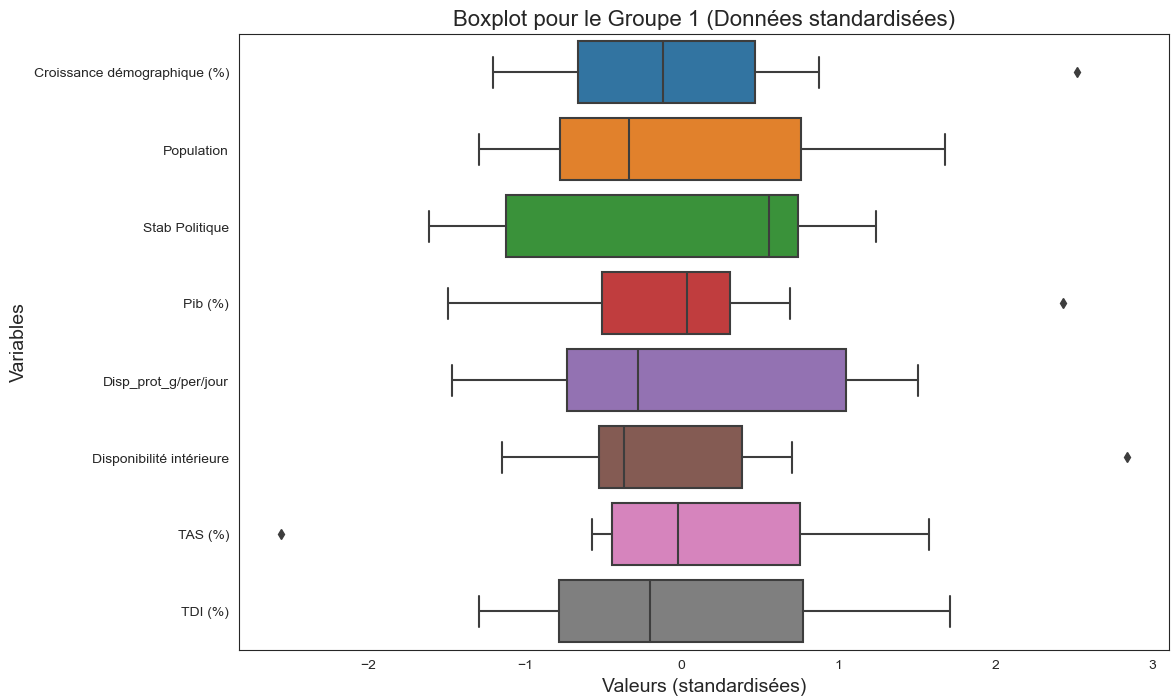 Boxplot pour le Groupe 1 (Données standardisées)
Croissance démographique (%)
Population
Stab Politique
Pib (%)
Disp_prot_g/per/jour
Disponibilité intérieure
TAS (%)
TDI (%)
Variables
−2 −1 0 1 2 3
Valeurs (standardisées)